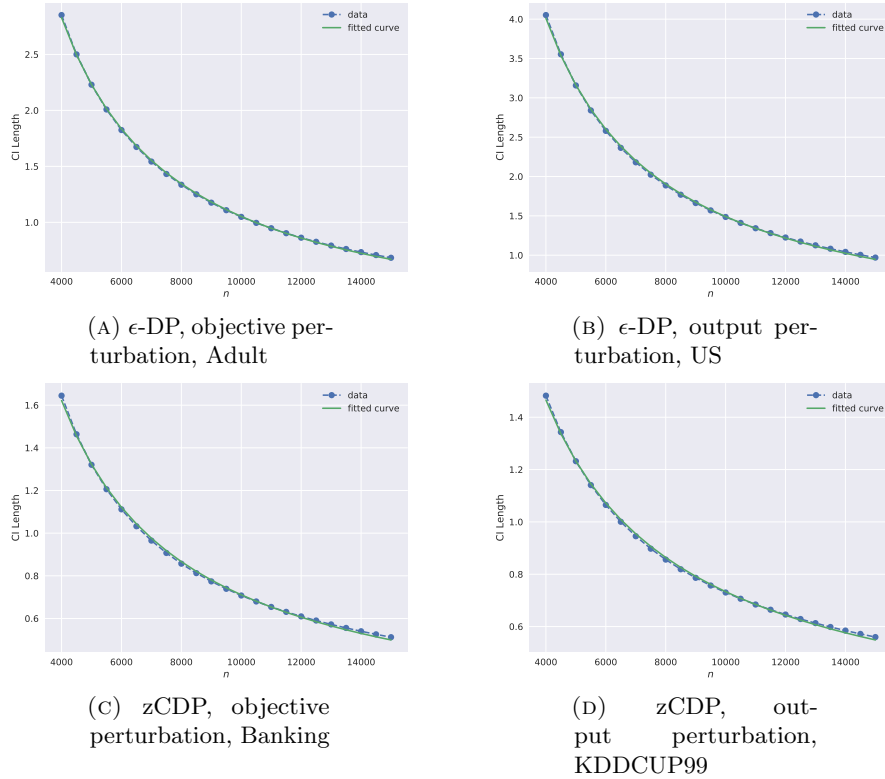 data
fitted curve
2.5
2.0
1.5
1.0
CI Length
4000 6000 8000 10000 12000 14000
n
(A) ϵ-DP, objective per-
turbation, Adult
data
fitted curve
4.0
3.5
3.0
2.5
2.0
1.5
1.0
CI Length
4000 6000 8000 10000 12000 14000
n
(B) ϵ-DP, output per-
turbation, US
data
fitted curve
1.6
1.4
1.2
1.0
0.8
0.6
CI Length
4000 6000 8000 10000 12000 14000
n
(C) zCDP, objective
perturbation, Banking
data
fitted curve
1.4
1.2
1.0
0.8
0.6
CI Length
4000 6000 8000 10000 12000 14000
n
(D) zCDP, out-
put perturbation,
KDDCUP99